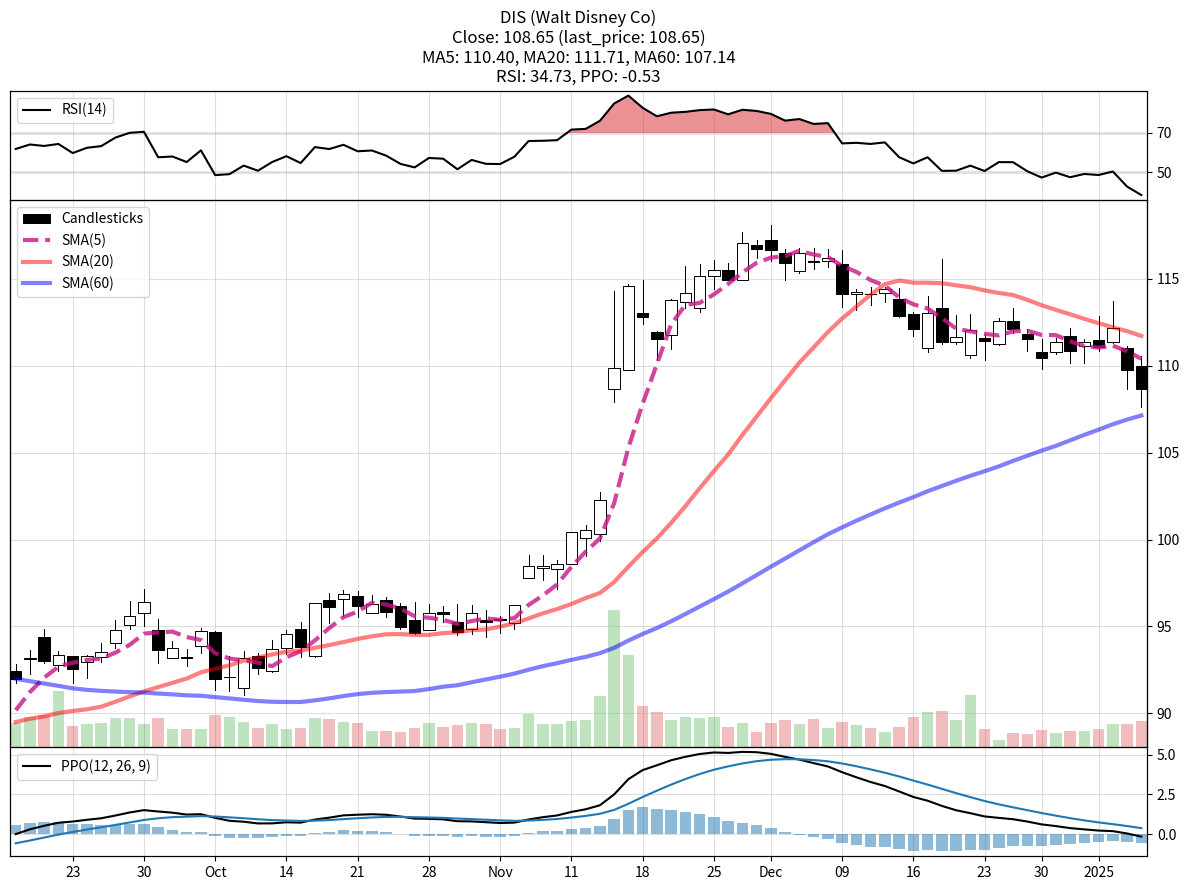 DIS (Walt Disney Co)
Close: 108.65 (last_price: 108.65)
MA5: 110.40, MA20: 111.71, MA60: 107.14
RSI: 34.73, PPO: -0.53
RSI(14)
70
50
Candlesticks
SMA(5)
SMA(20)
SMA(60)
115
110
105
100
95
90
PPO(12, 26, 9)
5.0
2.5
0.0
23 30 Oct 14 21 28 Nov 11 18 25 Dec 09 16 23 30 2025